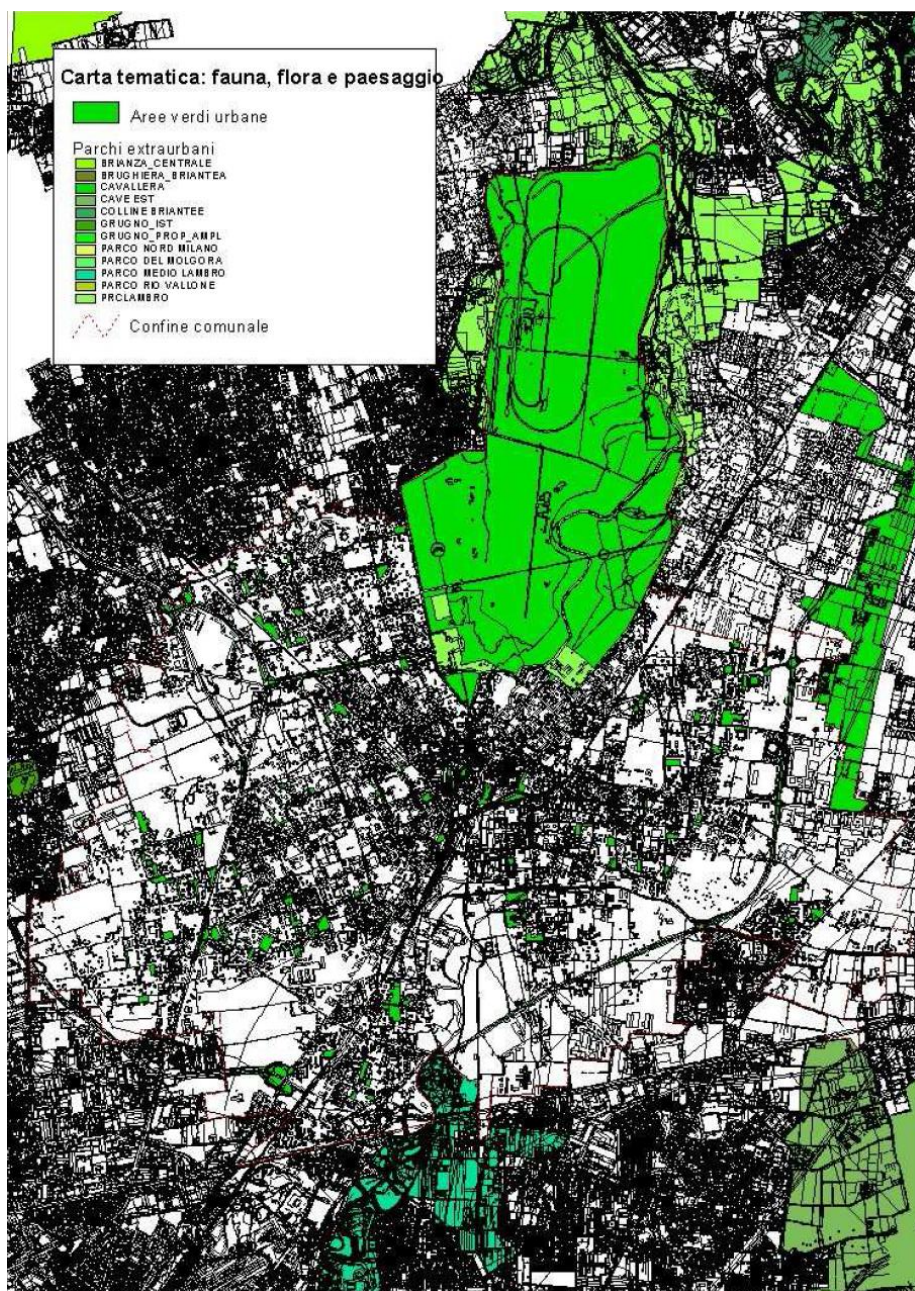 Carta tematica: fauna, flora e paesaggio
Aree verdi urbane
Parchi extraurbani
BRIANZA_CENTRALE
BRUGHIERA_BRIANTEA
CAVALLERA
CAVE EST
COLLINE BRIANTEE
GRUGNO_IST
GRUGNO_PROP_AMPL
PARCO NORD MILANO
PARCO DEL MOLGORA
PARCO MEDIO LAMBRO
PARCO RIO VALLONE
PRCLAMBRO
Confine comunale